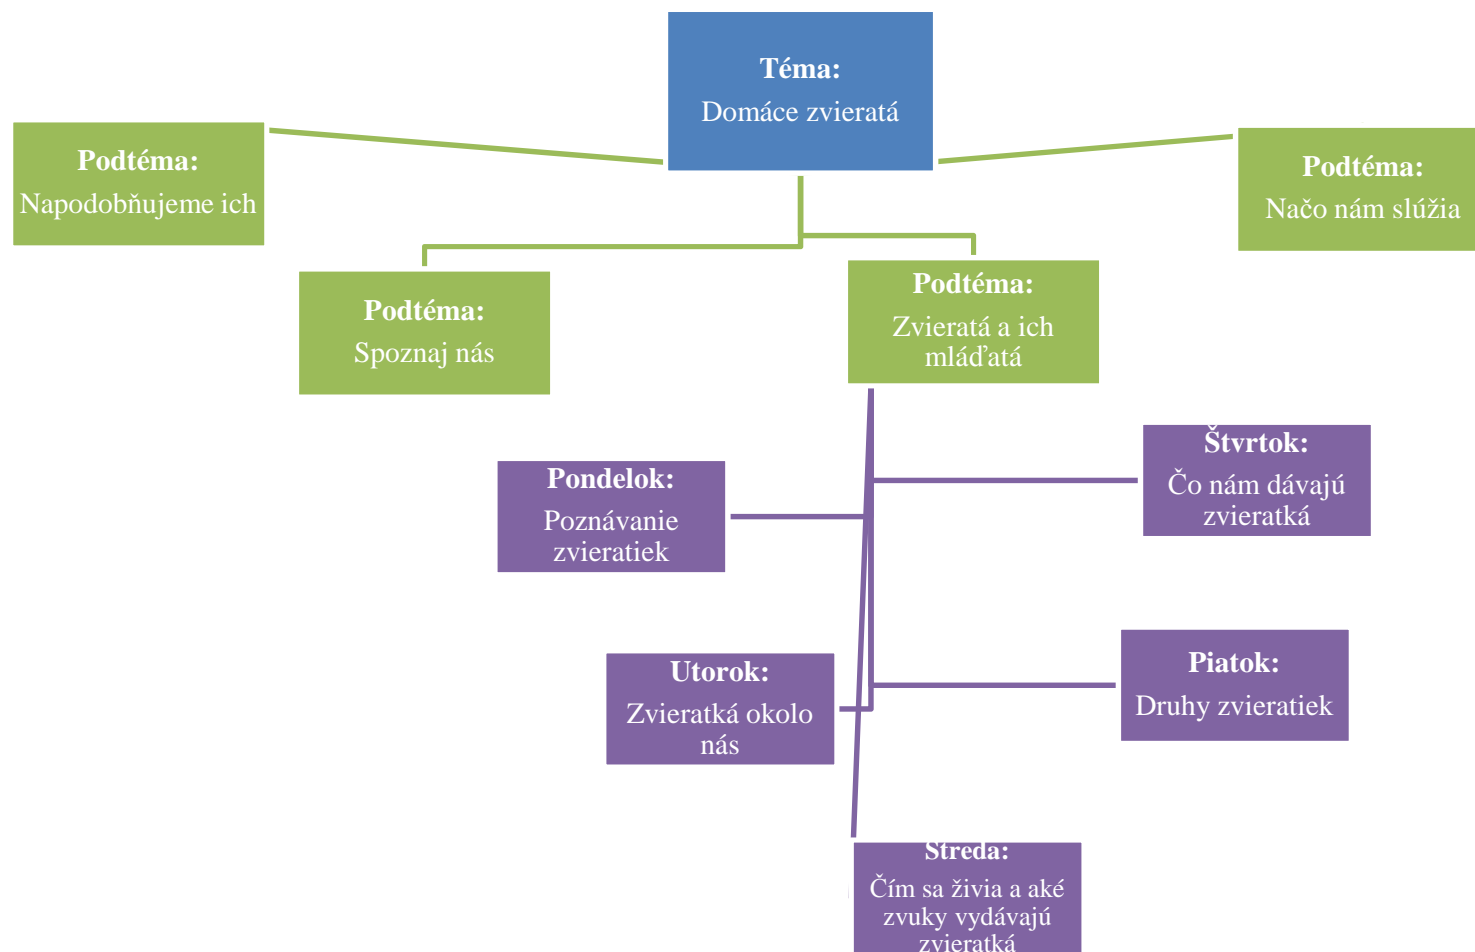 Téma:
Domáce zvieratá
Podtéma:
Napodobňujeme ich
Podtéma:
Načo nám slúžia
Podtéma:
Spoznaj nás
Podtéma:
Zvieratá a ich
mláďatá
Pondelok:
Poznávanie
zvieratiek
Štvrtok:
Čo nám dávajú
zvieratká
Utorok:
Zvieratká okolo
nás
Piatok:
Druhy zvieratiek
Streda:
Čím sa živia a aké
zvuky vydávajú
zvieratká